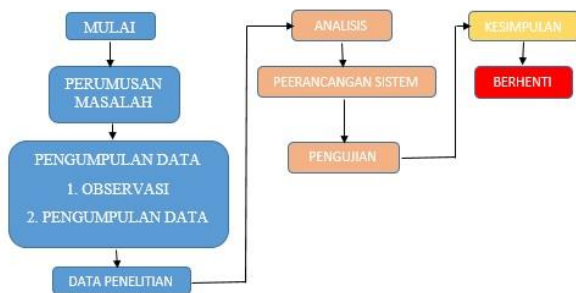 MULAI
PERUMUSAN
MASALAH
PENGUMPULAN DATA
1. OBSERVASI
2. PENGUMPULAN DATA
DATA PENELITIAN
ANALISIS
PEERANCANGAN SISTEM
PENGUJIAN
KESIMPULAN
BERHENTI